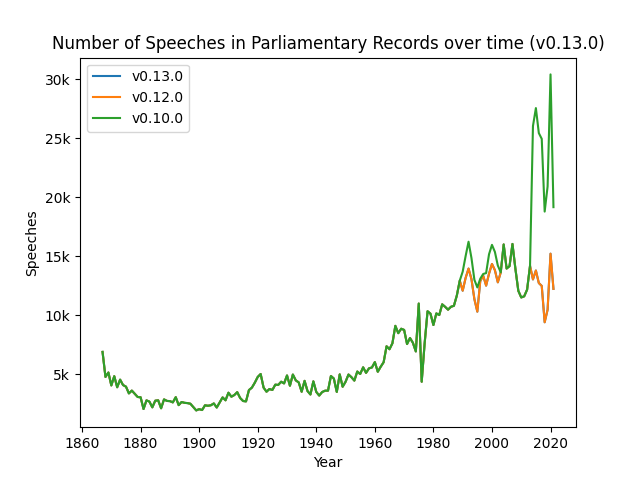 Number of Speeches in Parliamentary Records over time (v0.13.0)
v0.13.0
v0.12.0
v0.10.0
30k
25k
20k
15k
10k
5k
Speeches
1860 1880 1900 1920 1940 1960 1980 2000 2020
Year